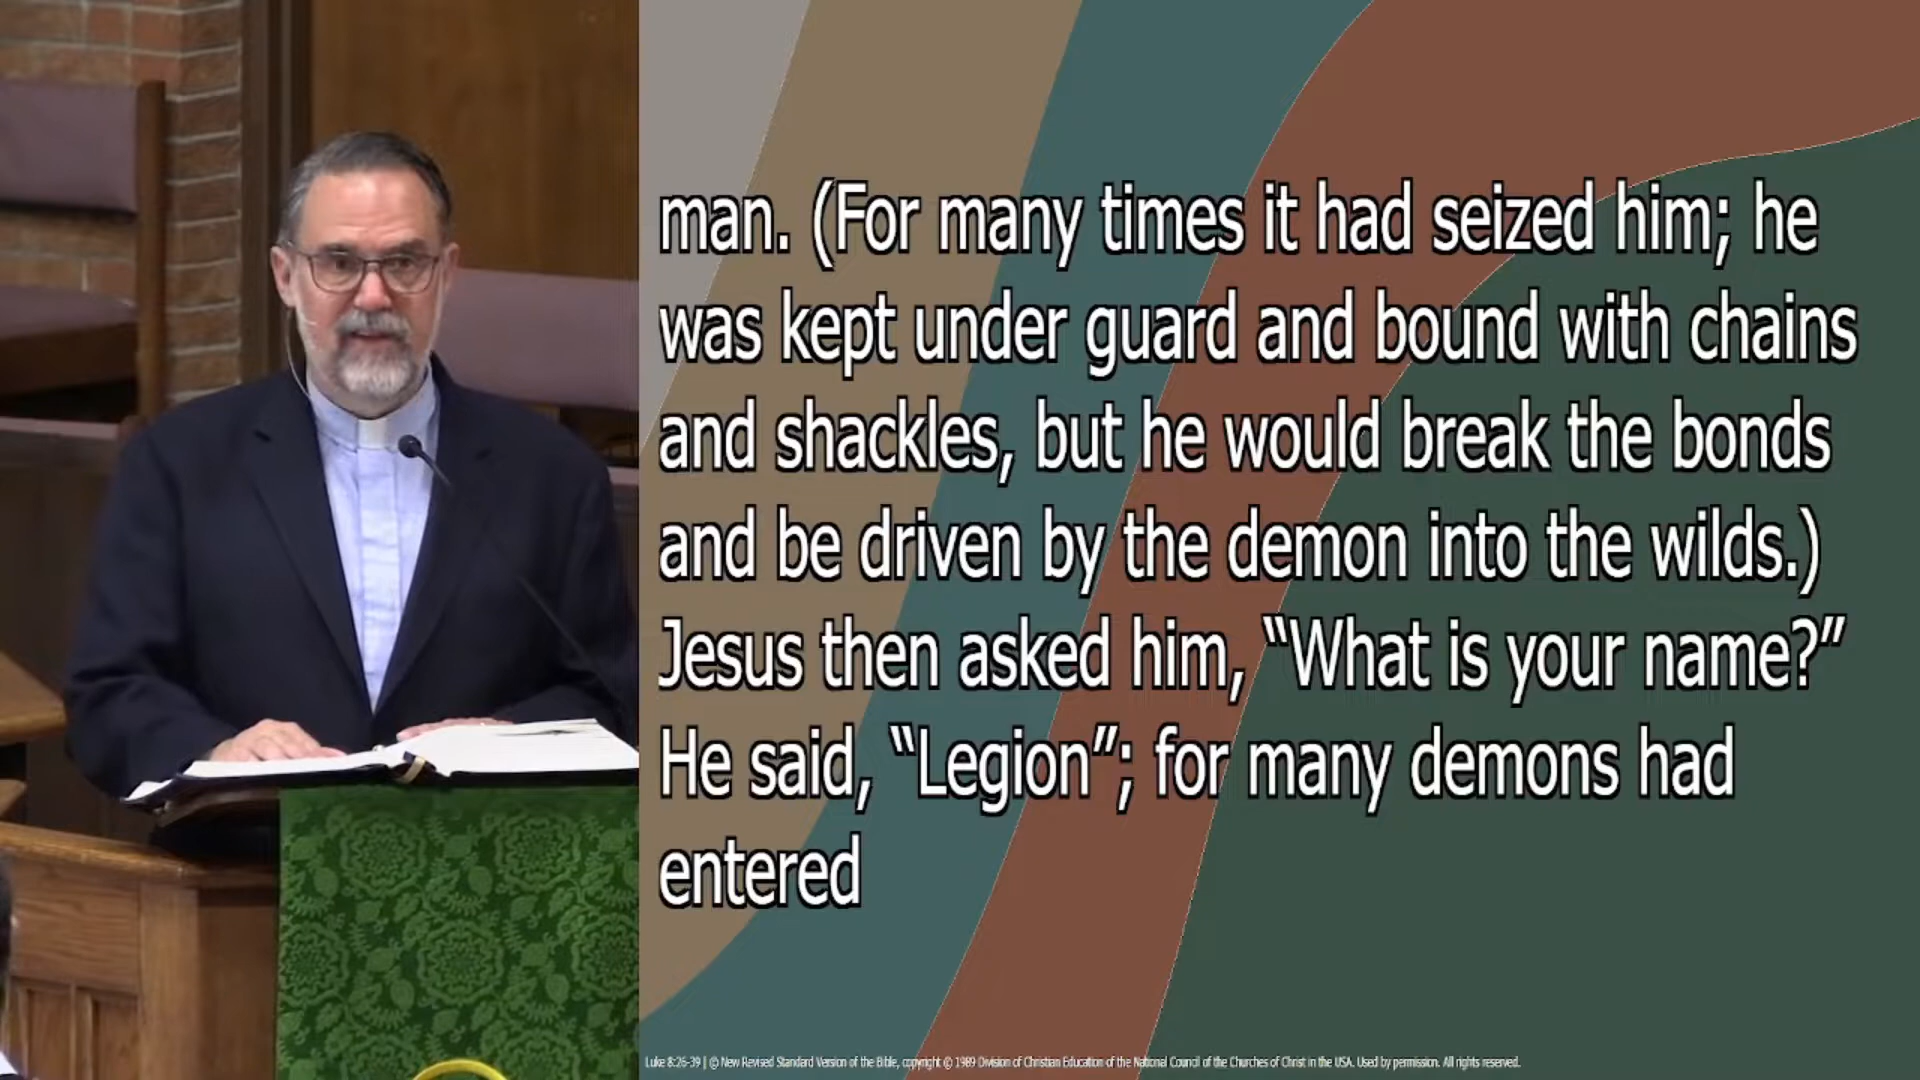 man. (For many times it had seized him; he
was kept under guard and bound with chains
and shackles, but he would break the bonds
and be driven by the demon into the wilds.)
Jesus then asked him, “What is your name?”
He said, “Legion”; for many demons had
entered
Luke 8:26-39 | © New Revised Standard Version of the Bible, copyright © 1989 Division of Christian Education of the National Council of the Churches of Christ in the USA. Used by permission. All rights reserved.